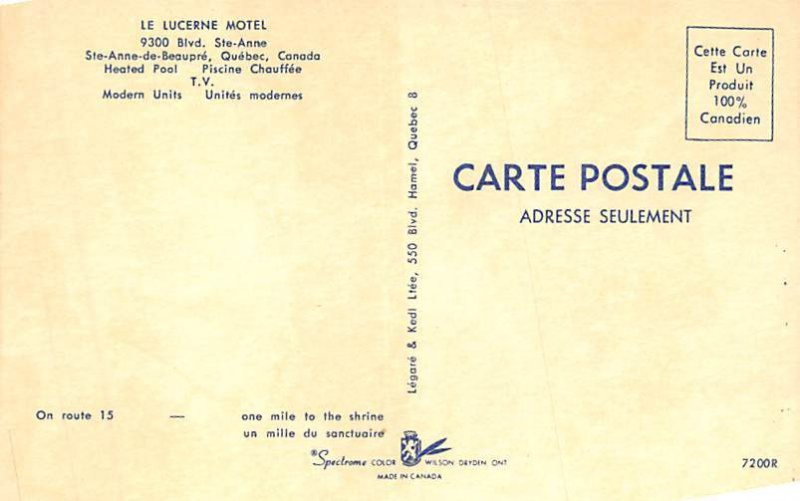 LE LUCERNE MOTEL
9300 Blvd. Ste-Anne
Ste-Anne-de-Beaupré, Québec, Canada
Heated Pool Piscine Chauffée
T.V.
Modern Units Unités modernes
Cette Carte
Est Un
Produit
100%
Canadien
CARTE POSTALE
ADRESSE SEULEMENT
Légaré & Kedl Ltée, 550 Blvd. Hamel, Quebec 8
On route 15 — one mile to the shrine
un mille du sanctuaire
®Spectrome COLOR WILSON DRYDEN ONT
MADE IN CANADA
7200R